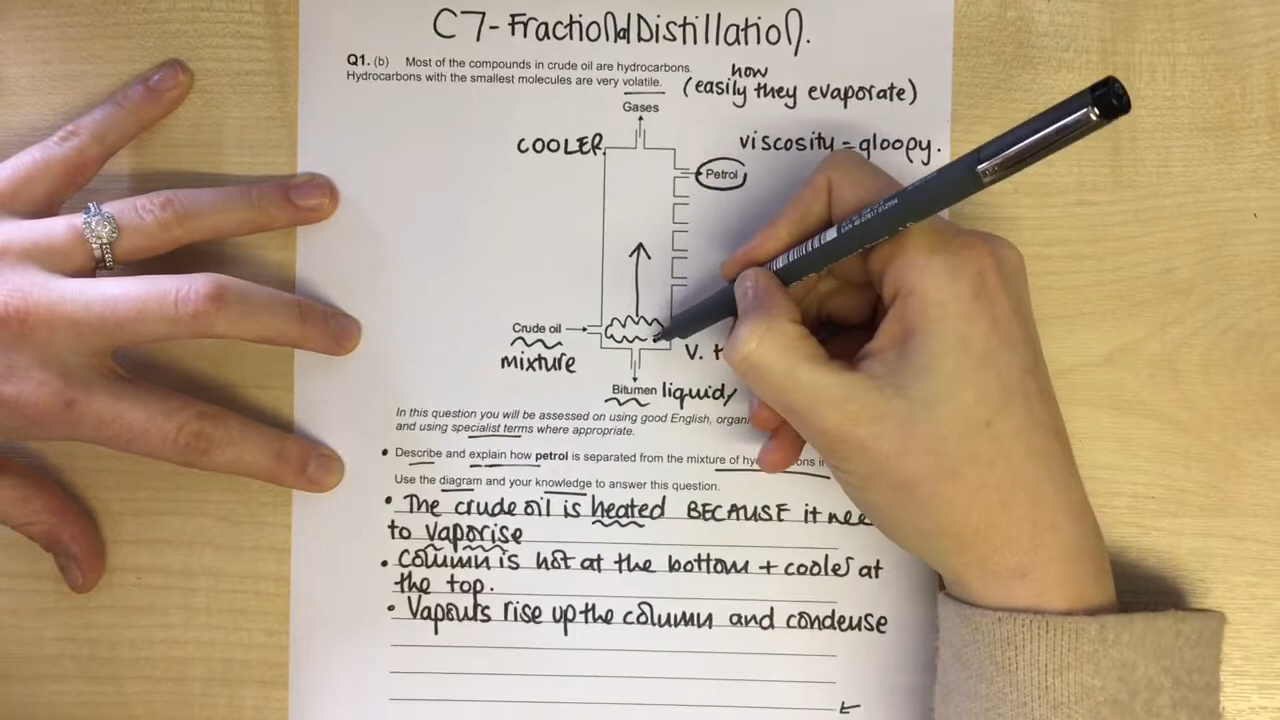 C7-Fractional Distillation.
Q1. (b) Most of the compounds in crude oil are hydrocarbons.
Hydrocarbons with the smallest molecules are very volatile.
how
(easily they evaporate)
Gases
COOLER
viscosity = gloopy.
Petrol
Crude oil
mixture
V.
Bitumen liquid
In this question you will be assessed on using good English,
and using specialist terms where appropriate.
• Describe and explain how petrol is separated from the mixture of
Use the diagram and your knowledge to answer this question.
• The crude oil is heated BECAUSE it
to vaporise
• Column is hot at the bottom + cooler at
the top.
• Vapours rise up the column and condense